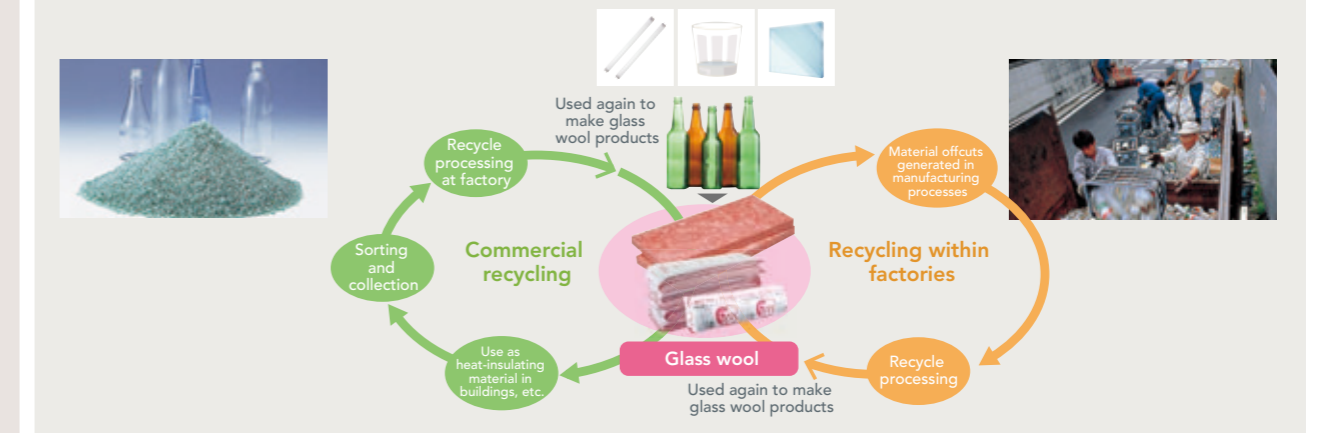 Used again to
make glass
wool products
Recycle
processing
at factory
Material offcuts
generated in
manufacturing
processes
Sorting
and
collection
Commercial
recycling
Recycling within
factories
Use as
heat-insulating
material in
buildings, etc.
Glass wool
Recycle
processing
Used again to make
glass wool products